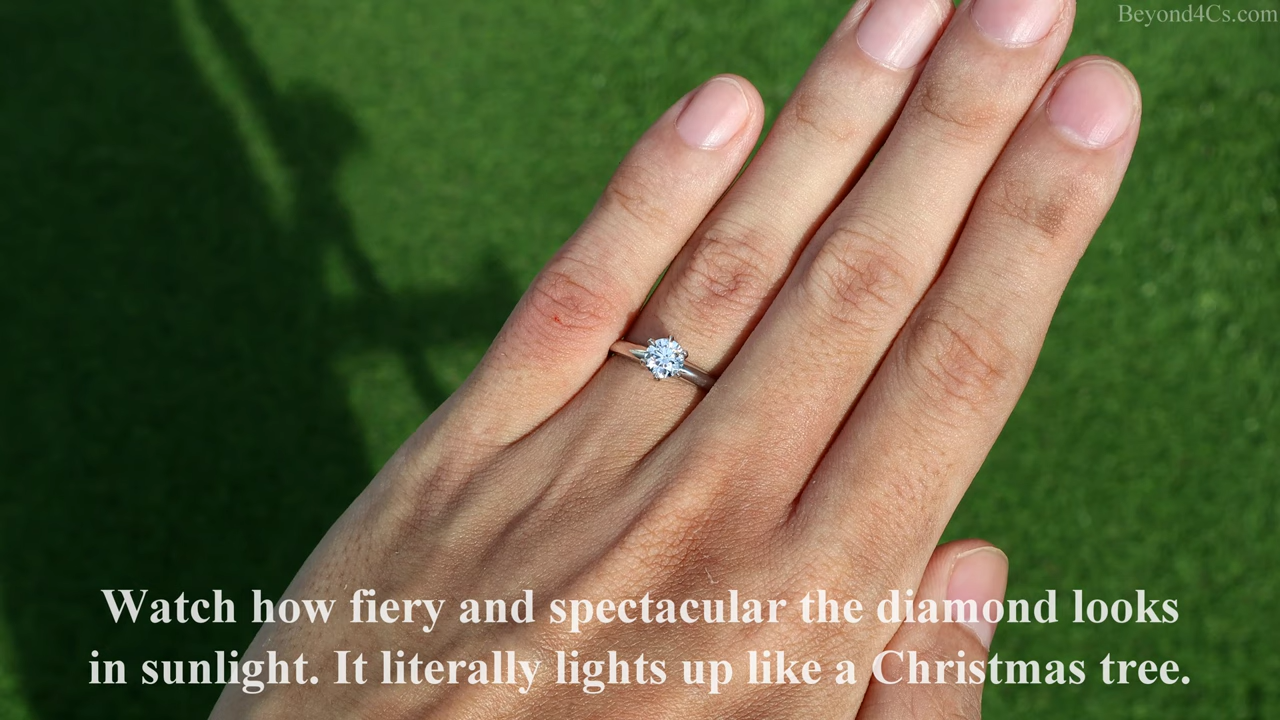 Beyond4Cs.com
Watch how fiery and spectacular the diamond looks
in sunlight. It literally lights up like a Christmas tree.